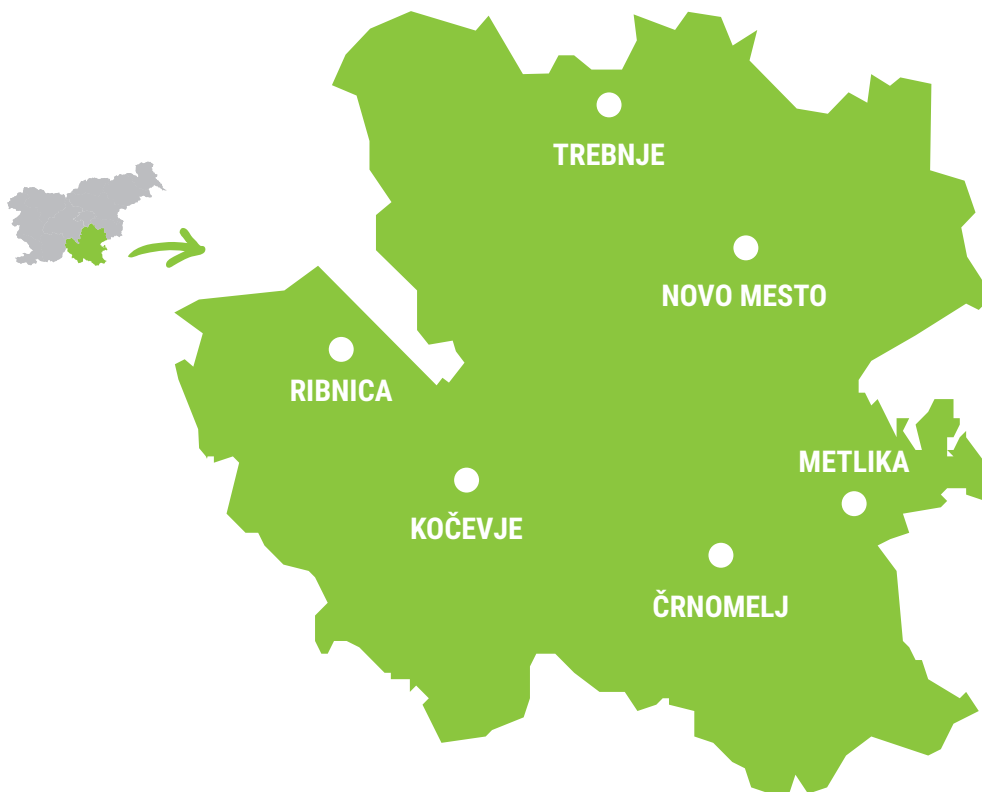 TREBNJE
NOVO MESTO
RIBNICA
METLIKA
KOČEVJE
ČRNOMELJ